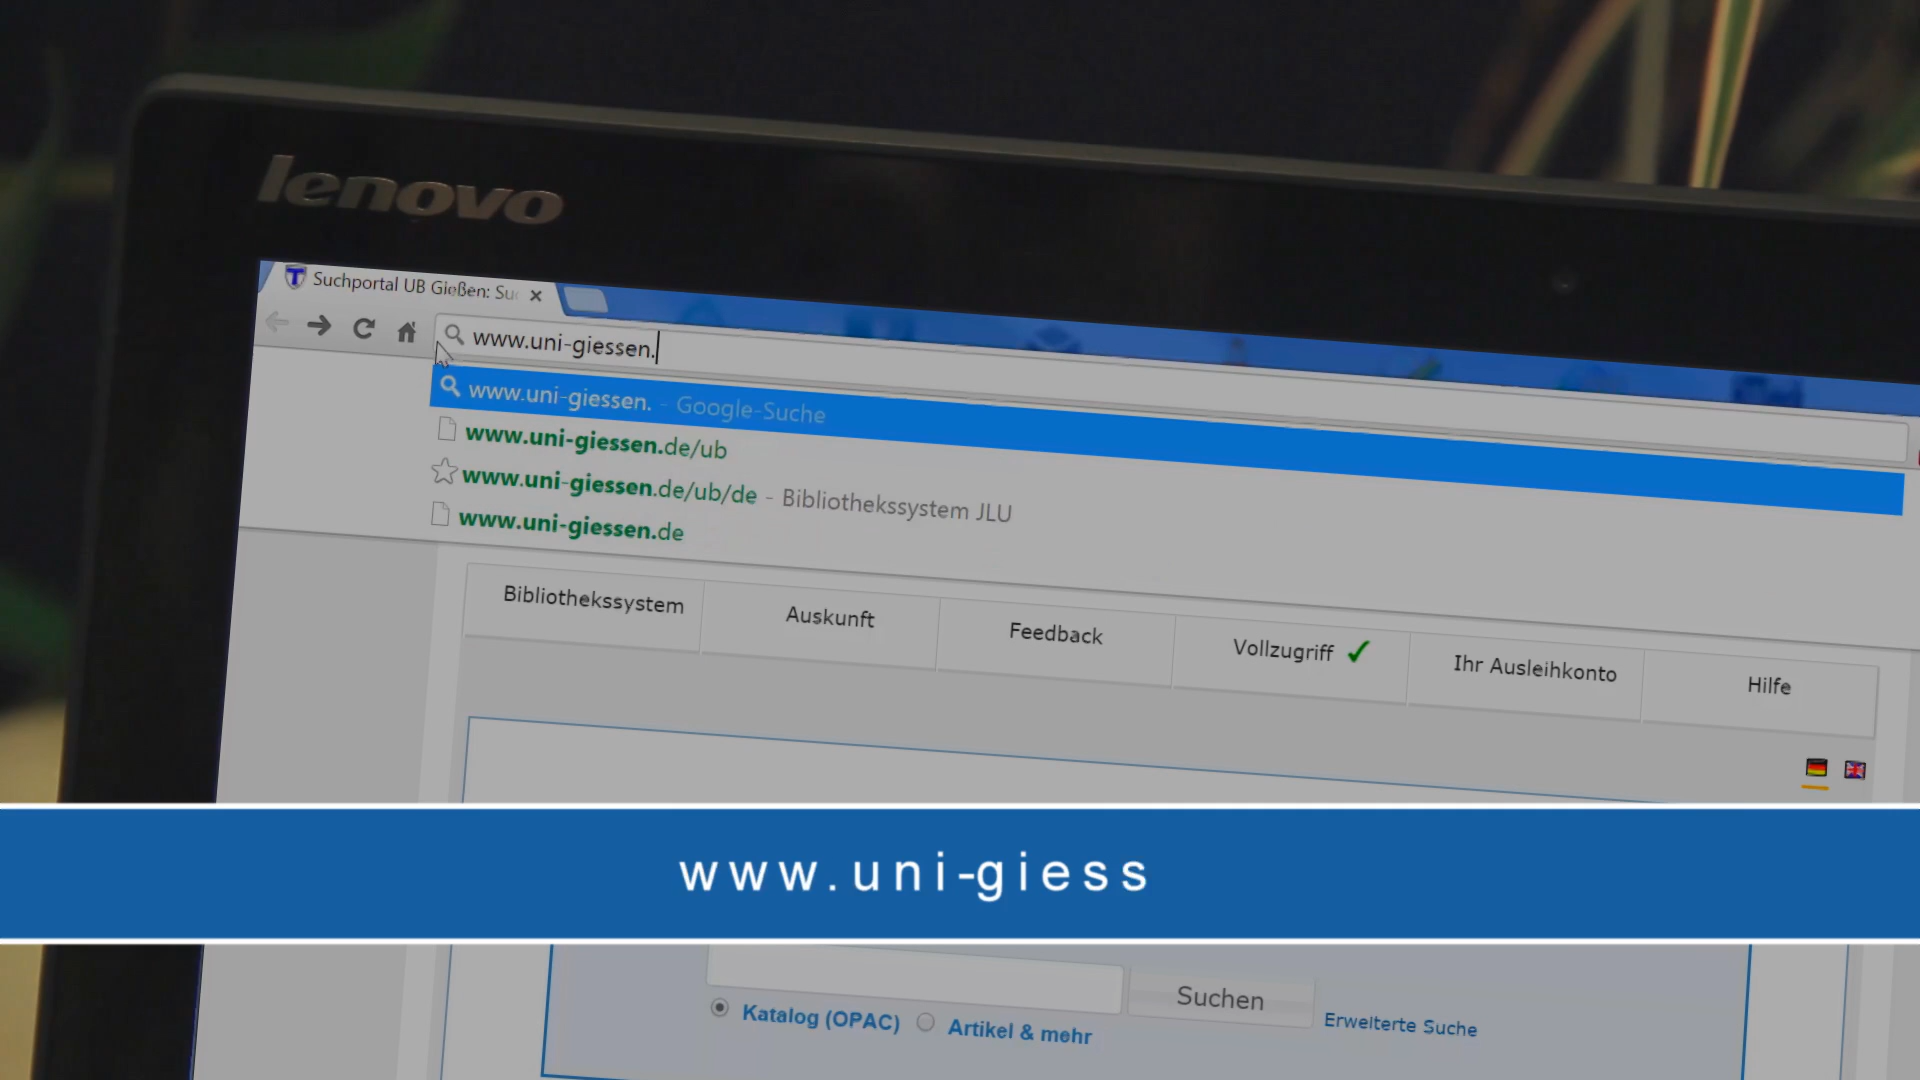 lenovo
Suchportal UB Gießen: Su
www.uni-giessen.
www.uni-giessen. - Google-Suche
www.uni-giessen.de/ub
www.uni-giessen.de/ub/de - Bibliothekssystem JLU
www.uni-giessen.de
Bibliothekssystem Auskunft Feedback Vollzugriff ✓ Ihr Ausleihkonto Hilfe
www.uni-giess
Suchen
Katalog (OPAC) Artikel & mehr Erweiterte Suche